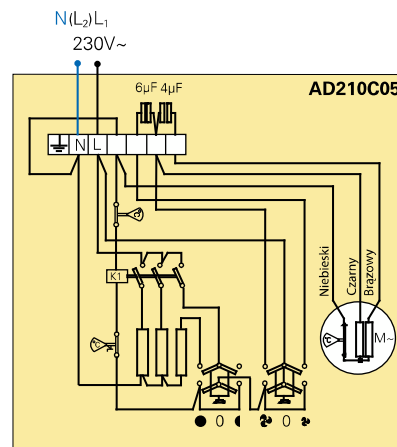 N(L₂)L₁
230V~
6µF 4µF
AD210C05
N L
K1
Niebieski
Czarny
Brązowy
M~
0
0